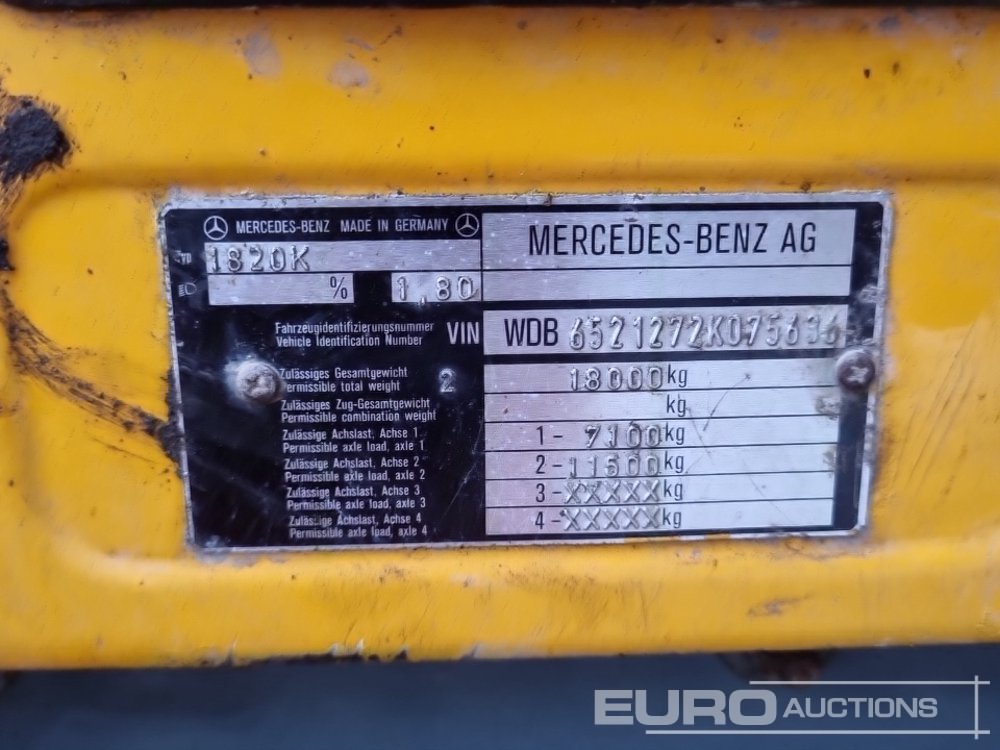 MERCEDES-BENZ MADE IN GERMANY
MERCEDES-BENZ AG
TYP 1820K
% 1,80
Fahrzeugidentifizierungsnummer
Vehicle Identification Number VIN WDB 6521272K075636
Zulässiges Gesamtgewicht
Permissible total weight 2 18000kg
Zulässiges Zug-Gesamtgewicht
Permissible combination weight kg
Zulässige Achslast, Achse 1
Permissible axle load, axle 1 1- 7100kg
Zulässige Achslast, Achse 2
Permissible axle load, axle 2 2- 11500kg
Zulässige Achslast, Achse 3
Permissible axle load, axle 3 3- XXXXXkg
Zulässige Achslast, Achse 4
Permissible axle load, axle 4 4- XXXXXkg
EURO AUCTIONS